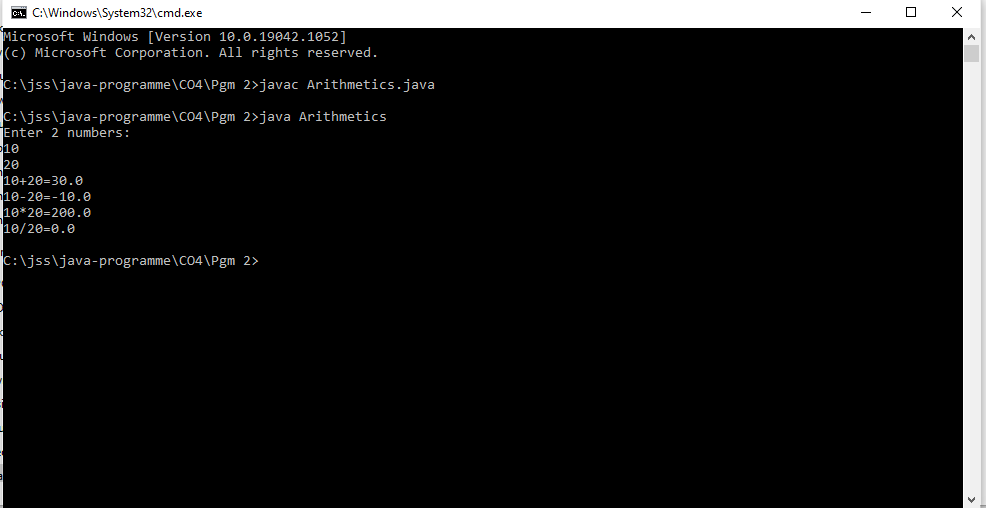 C:\Windows\System32\cmd.exe
Microsoft Windows [Version 10.0.19042.1052]
(c) Microsoft Corporation. All rights reserved.
C:\jss\java-programme\CO4\Pgm 2>javac Arithmetics.java
C:\jss\java-programme\CO4\Pgm 2>java Arithmetics
Enter 2 numbers:
10
20
10+20=30.0
10-20=-10.0
10*20=200.0
10/20=0.0
C:\jss\java-programme\CO4\Pgm 2>